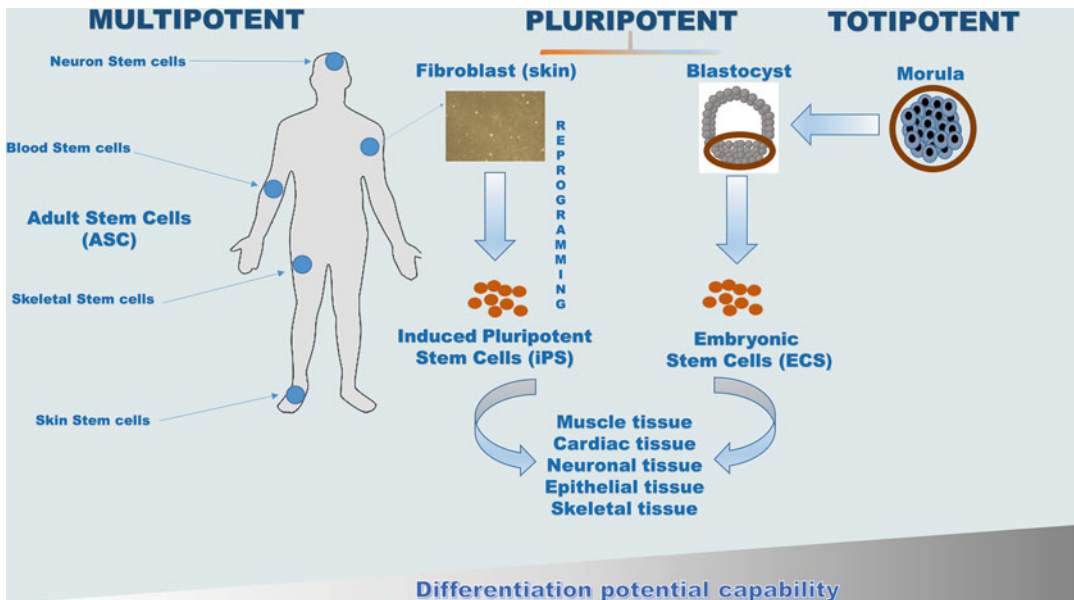 MULTIPOTENT
Neuron Stem cells
Blood Stem cells
Adult Stem Cells
(ASC)
Skeletal Stem cells
Skin Stem cells
PLURIPOTENT
Fibroblast (skin)
REPROGRAMMING
Induced Pluripotent
Stem Cells (iPS)
Blastocyst
Embryonic
Stem Cells (ECS)
TOTIPOTENT
Morula
Muscle tissue
Cardiac tissue
Neuronal tissue
Epithelial tissue
Skeletal tissue
Differentiation potential capability